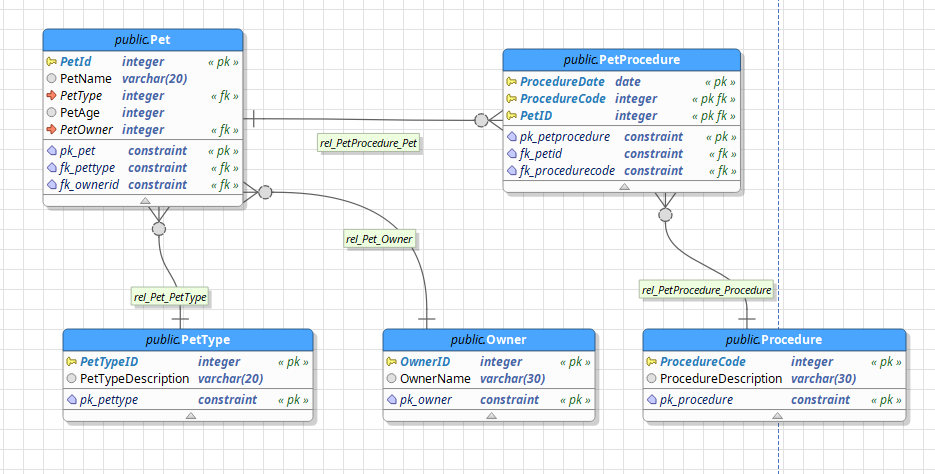 public.Pet
PetId integer « pk »
PetName varchar(20)
PetType integer « fk »
PetAge integer
PetOwner integer « fk »
pk_pet constraint « pk »
fk_pettype constraint « fk »
fk_ownerid constraint « fk »
public.PetProcedure
ProcedureDate date « pk »
ProcedureCode integer « pk fk »
PetID integer « pk fk »
pk_petprocedure constraint « pk »
fk_petid constraint « fk »
fk_procedurecode constraint « fk »
rel_PetProcedure_Pet
rel_Pet_Owner
rel_Pet_PetType
rel_PetProcedure_Procedure
public.PetType
PetTypeID integer « pk »
PetTypeDescription varchar(20)
pk_pettype constraint « pk »
public.Owner
OwnerID integer « pk »
OwnerName varchar(30)
pk_owner constraint « pk »
public.Procedure
ProcedureCode integer « pk »
ProcedureDescription varchar(30)
pk_procedure constraint « pk »